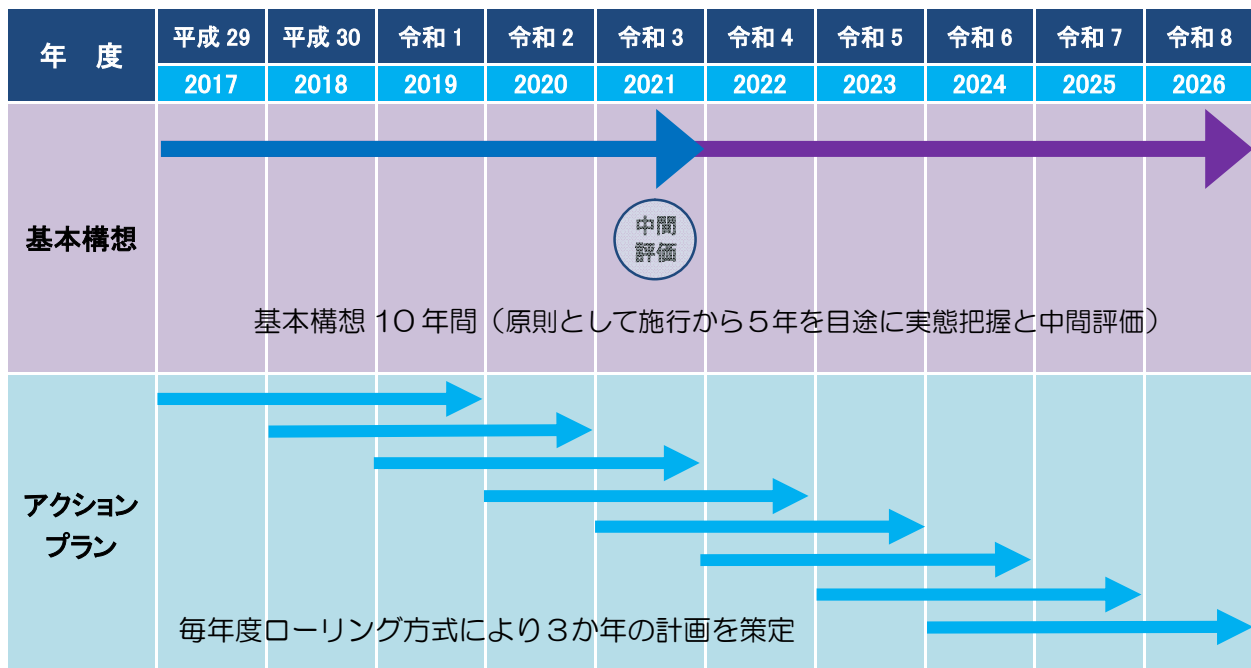 年 度
平成 29 平成 30 令和 1 令和 2 令和 3 令和 4 令和 5 令和 6 令和 7 令和 8
2017 2018 2019 2020 2021 2022 2023 2024 2025 2026
基本構想
中間
評価
基本構想 10 年間（原則として施行から５年を目途に実態把握と中間評価）
アクション
プラン
毎年度ローリング方式により３か年の計画を策定